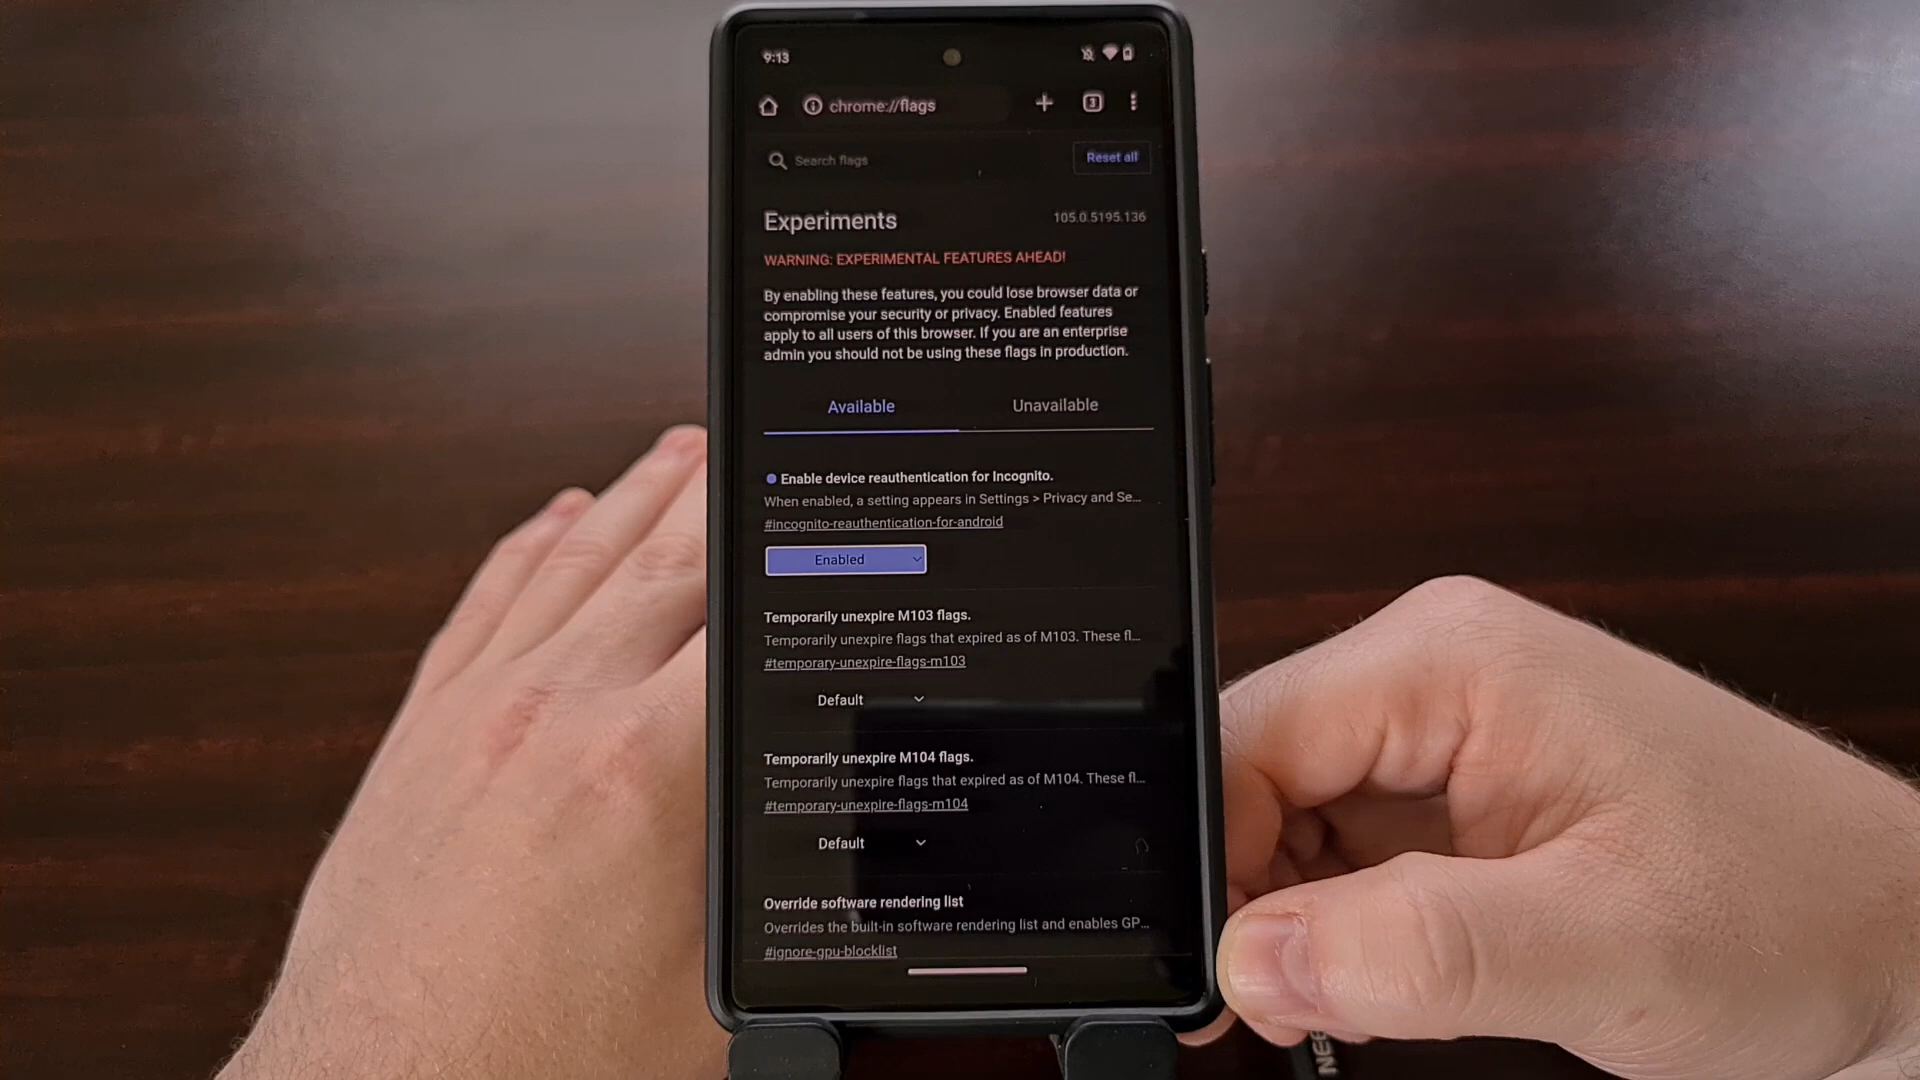 9:13
chrome://flags
3
Search flags
Reset all
Experiments
105.0.5195.136
WARNING: EXPERIMENTAL FEATURES AHEAD!
By enabling these features, you could lose browser data or
compromise your security or privacy. Enabled features
apply to all users of this browser. If you are an enterprise
admin you should not be using these flags in production.
Available
Unavailable
Enable device reauthentication for Incognito.
When enabled, a setting appears in Settings > Privacy and Se...
#incognito-reauthentication-for-android
Enabled
Temporarily unexpire M103 flags.
Temporarily unexpire flags that expired as of M103. These fl...
#temporary-unexpire-flags-m103
Default
Temporarily unexpire M104 flags.
Temporarily unexpire flags that expired as of M104. These fl...
#temporary-unexpire-flags-m104
Default
Override software rendering list
Overrides the built-in software rendering list and enables GP...
#ignore-gpu-blocklist